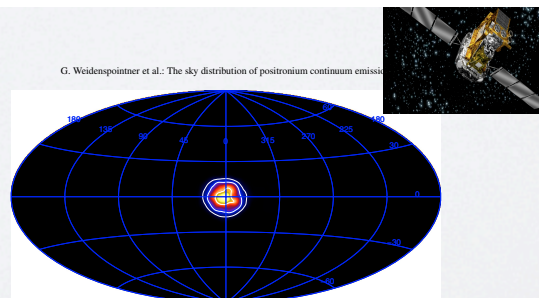 G. Weidenspointner et al.: The sky distribution of positronium continuum
60
180 135 90 45 0 315 270 225 180
30
0
-30
-60